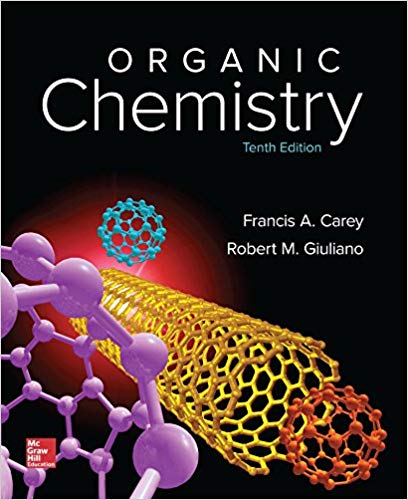 ORGANIC
Chemistry
Tenth Edition
Francis A. Carey
Robert M. Giuliano
Mc
Graw
Hill
Education